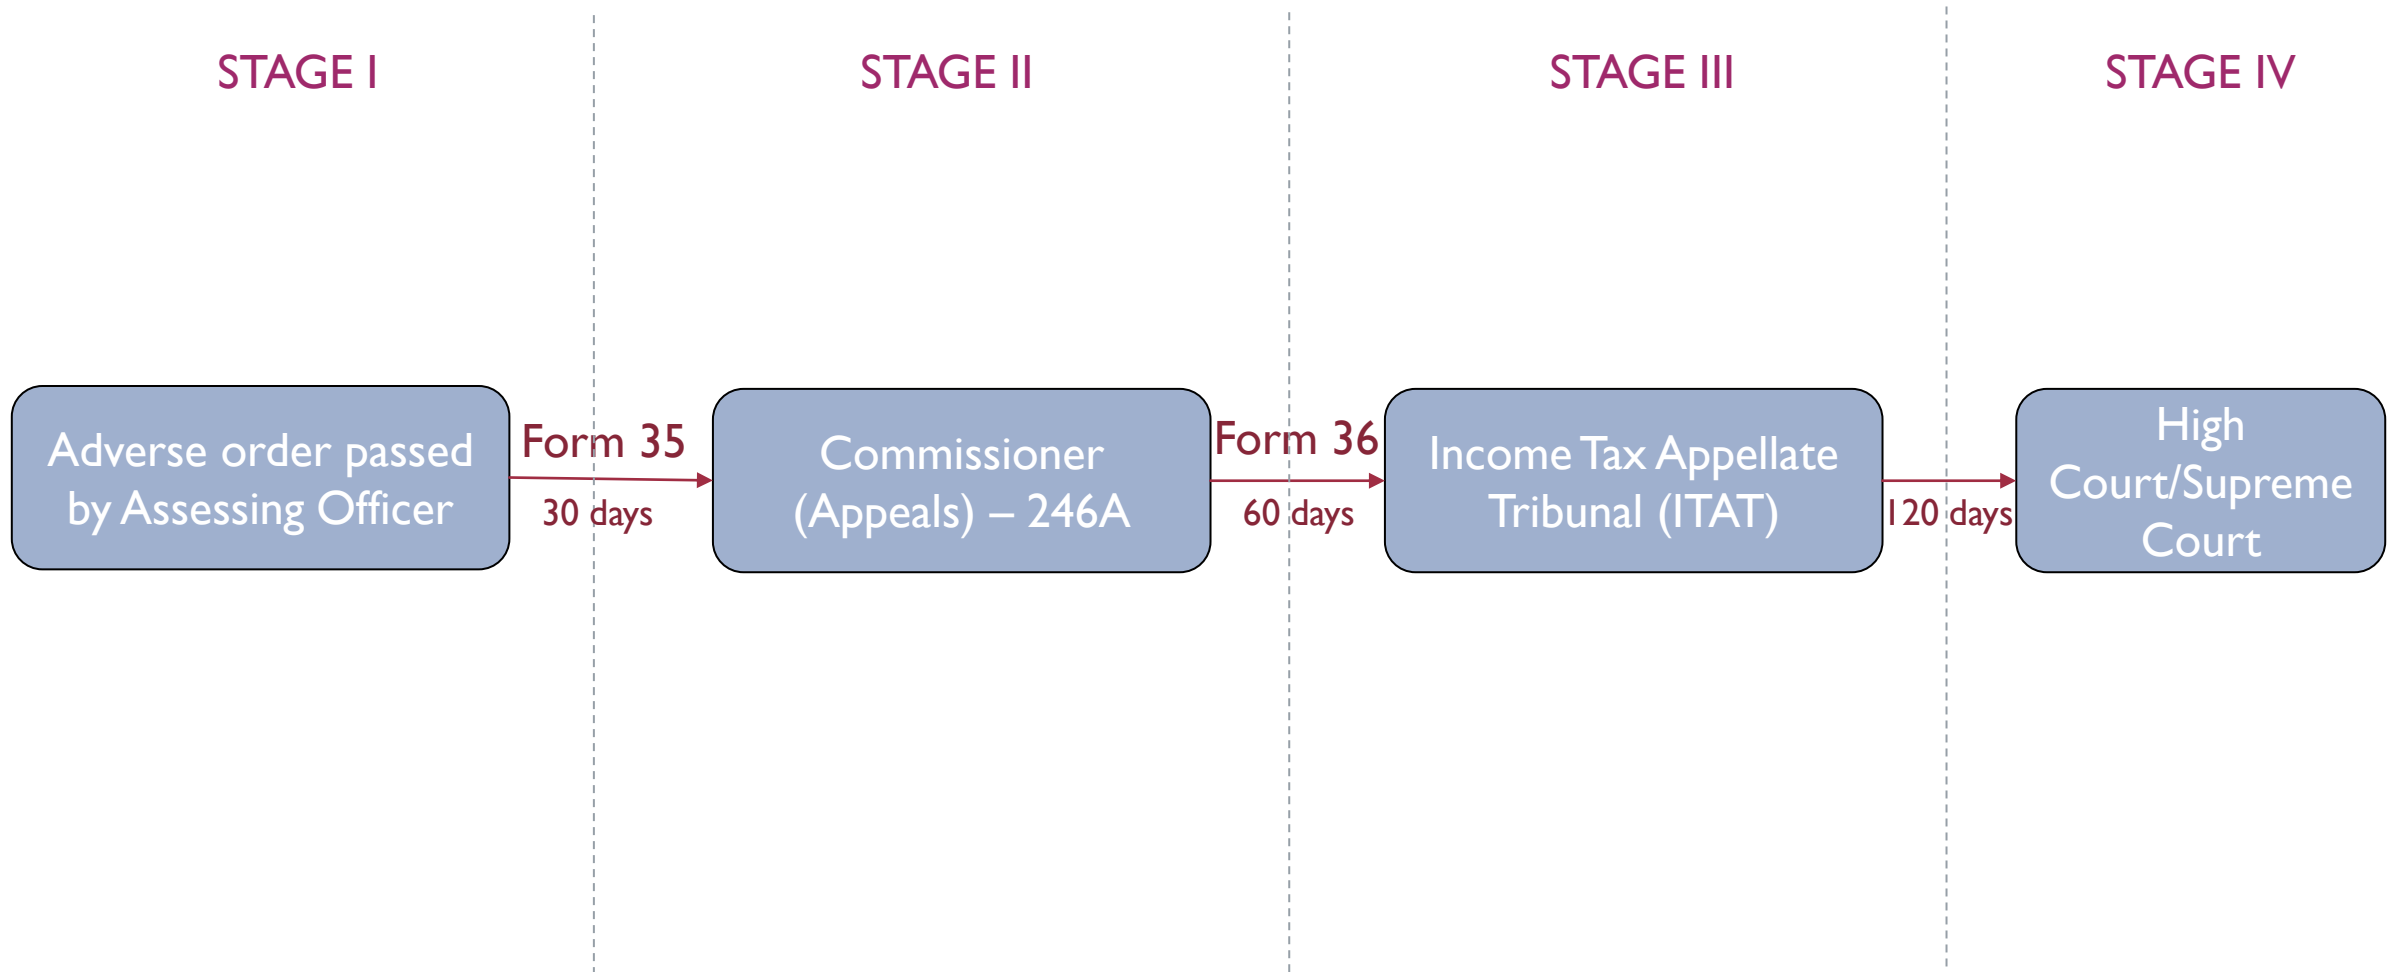 STAGE I
STAGE II
STAGE III
STAGE IV
Adverse order passed
by Assessing Officer
Form 35
30 days
Commissioner
(Appeals) – 246A
Form 36
60 days
Income Tax Appellate
Tribunal (ITAT)
120 days
High
Court/Supreme
Court